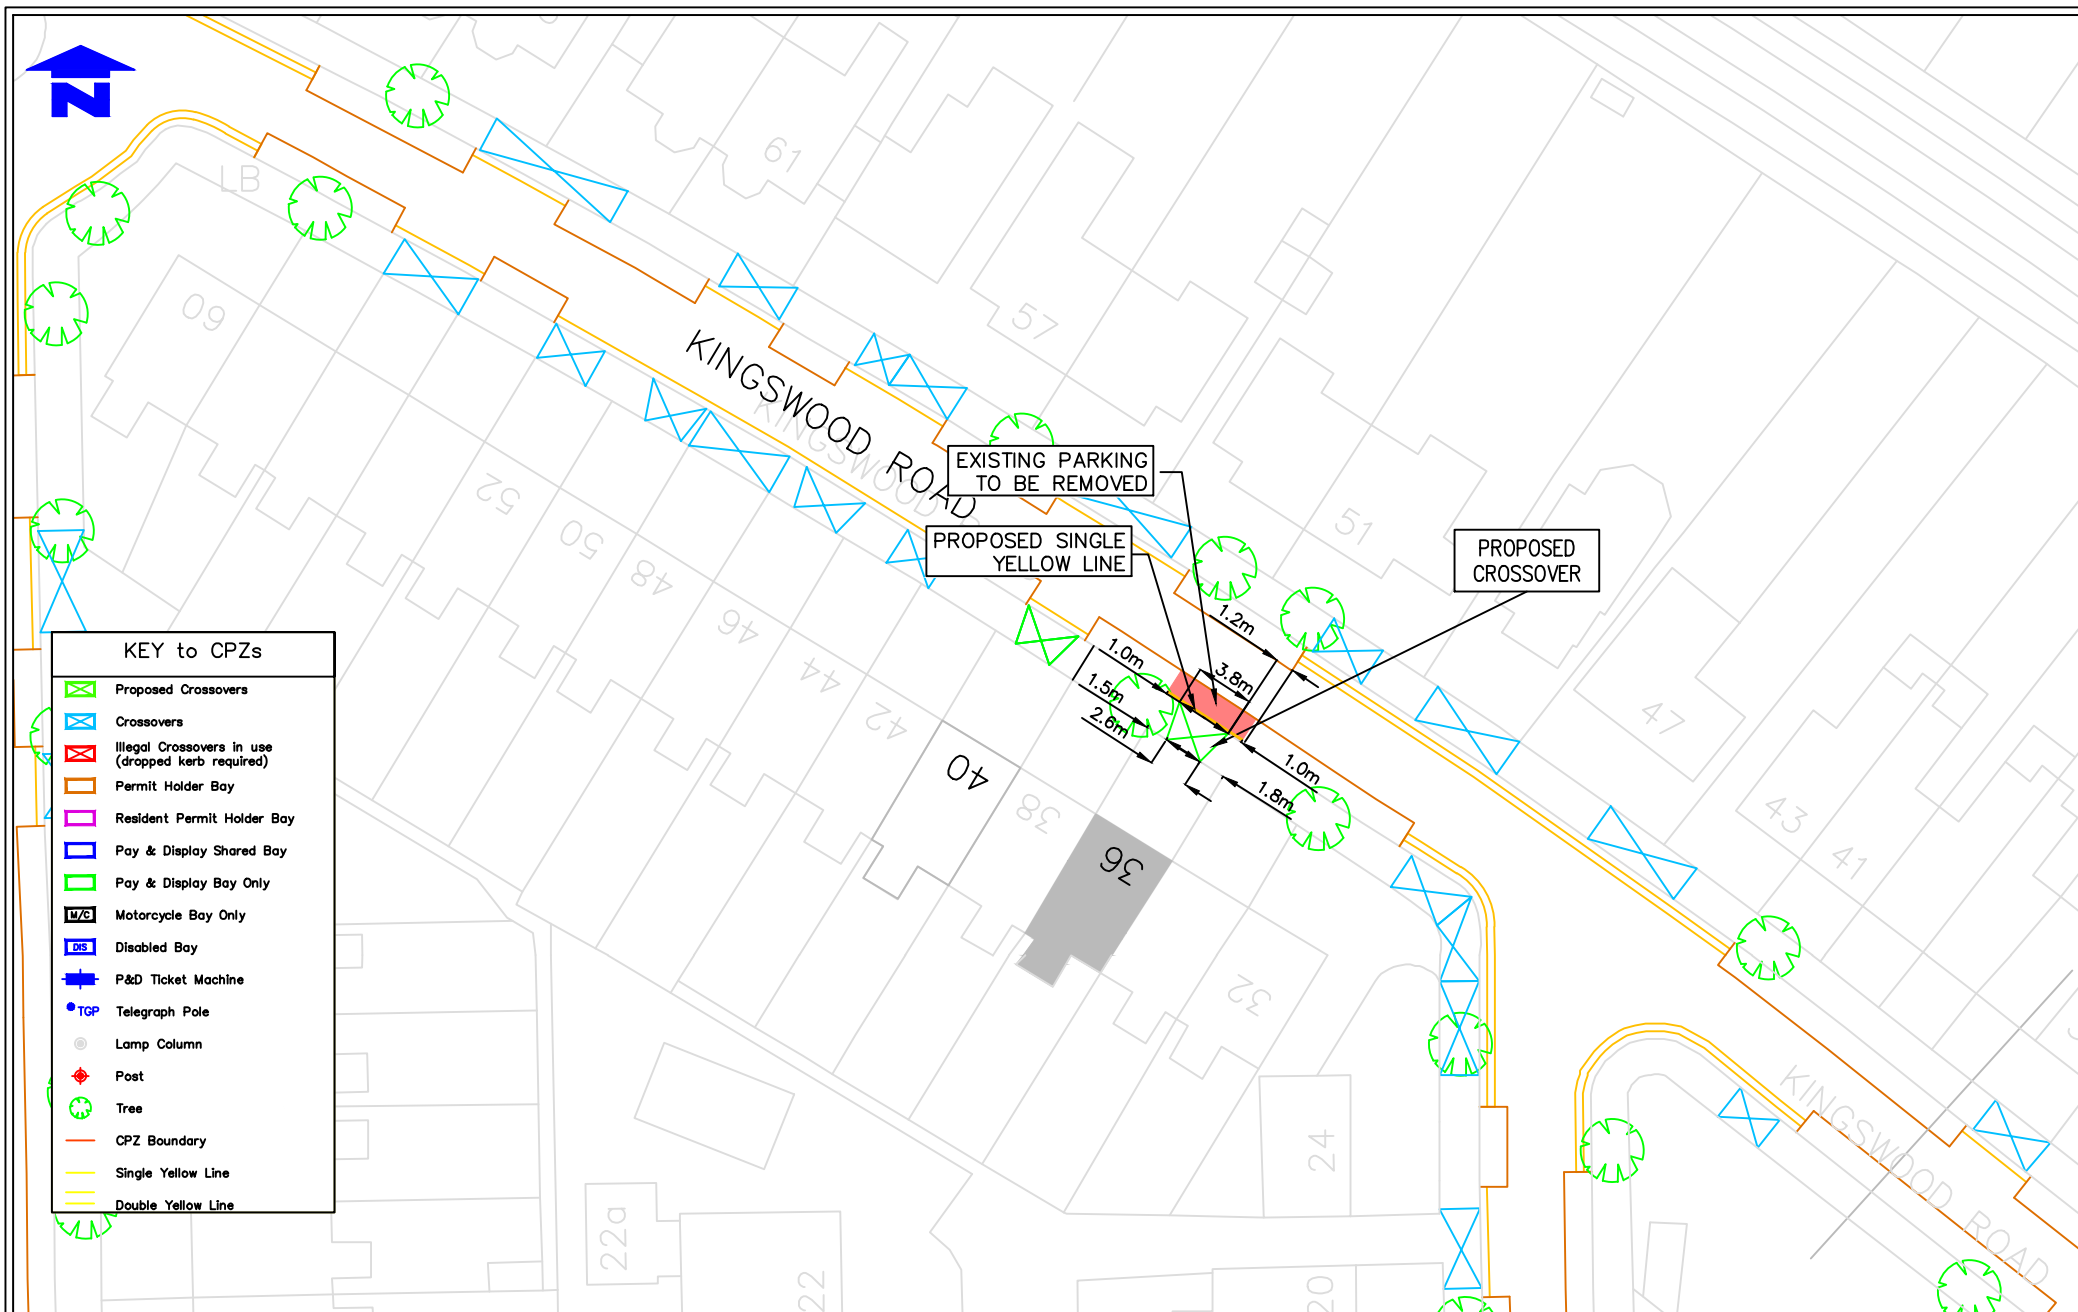 N
LB
61
60
57
KINGSWOOD ROAD
EXISTING PARKING
TO BE REMOVED
PROPOSED SINGLE
YELLOW LINE
PROPOSED
CROSSOVER
52
50
48
46
44
42
40
38
36
32
51
47
43
41
1.2m
1.0m
3.8m
1.5m
2.6m
1.0m
1.8m
KEY to CPZs
Proposed Crossovers
Crossovers
Illegal Crossovers in use
(dropped kerb required)
Permit Holder Bay
Resident Permit Holder Bay
Pay & Display Shared Bay
Pay & Display Bay Only
M/C Motorcycle Bay Only
DIS Disabled Bay
P&D Ticket Machine
TGP Telegraph Pole
Lamp Column
Post
Tree
CPZ Boundary
Single Yellow Line
Double Yellow Line
24
22a
22
20
KINGSWOOD ROAD